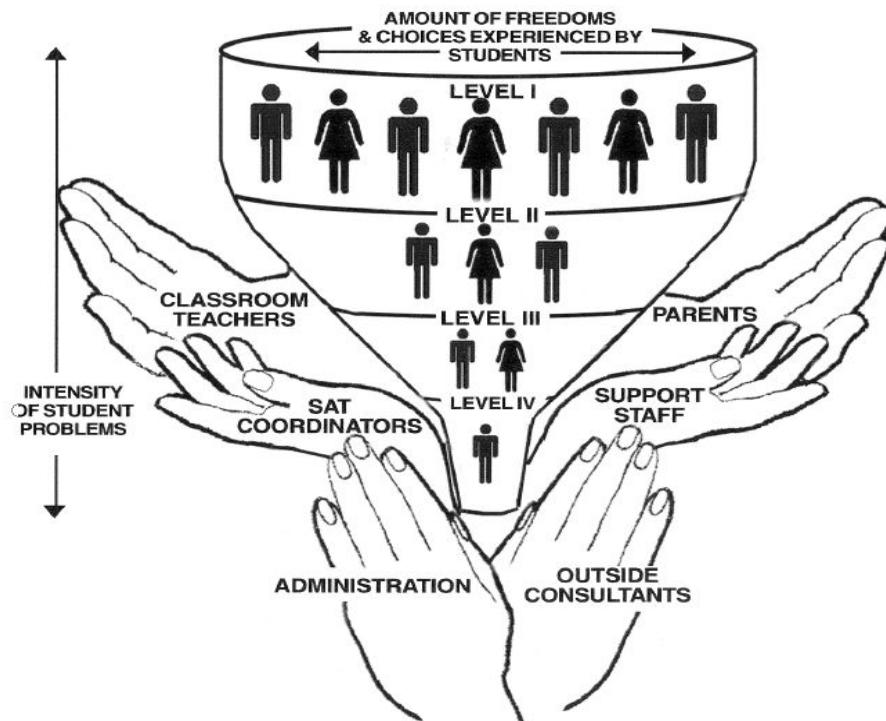 AMOUNT OF FREEDOMS
& CHOICES EXPERIENCED BY
STUDENTS
LEVEL I
LEVEL II
CLASSROOM
TEACHERS
LEVEL III
PARENTS
INTENSITY
OF STUDENT
PROBLEMS
SAT
COORDINATORS
LEVEL IV
SUPPORT
STAFF
ADMINISTRATION
OUTSIDE
CONSULTANTS